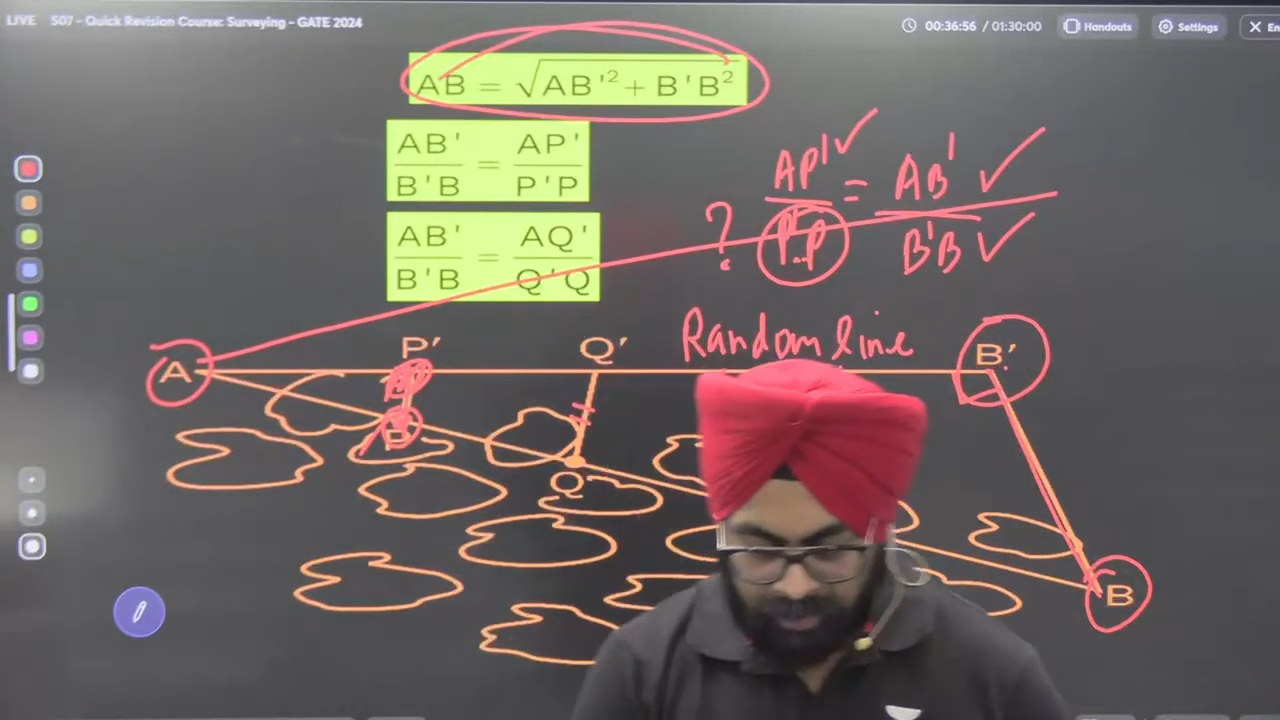 LIVE S07 - Quick Revision Course: Surveying - GATE 2024
00:36:56 / 01:30:00
Handouts
Settings
AB = √AB'² + B'B²
AB' / B'B = AP' / P'P
AB' / B'B = AQ' / Q'Q
? AP' ✓ / P'P = AB' ✓ / B'B ✓
Random line
A P' Q' B'
P
Q
B